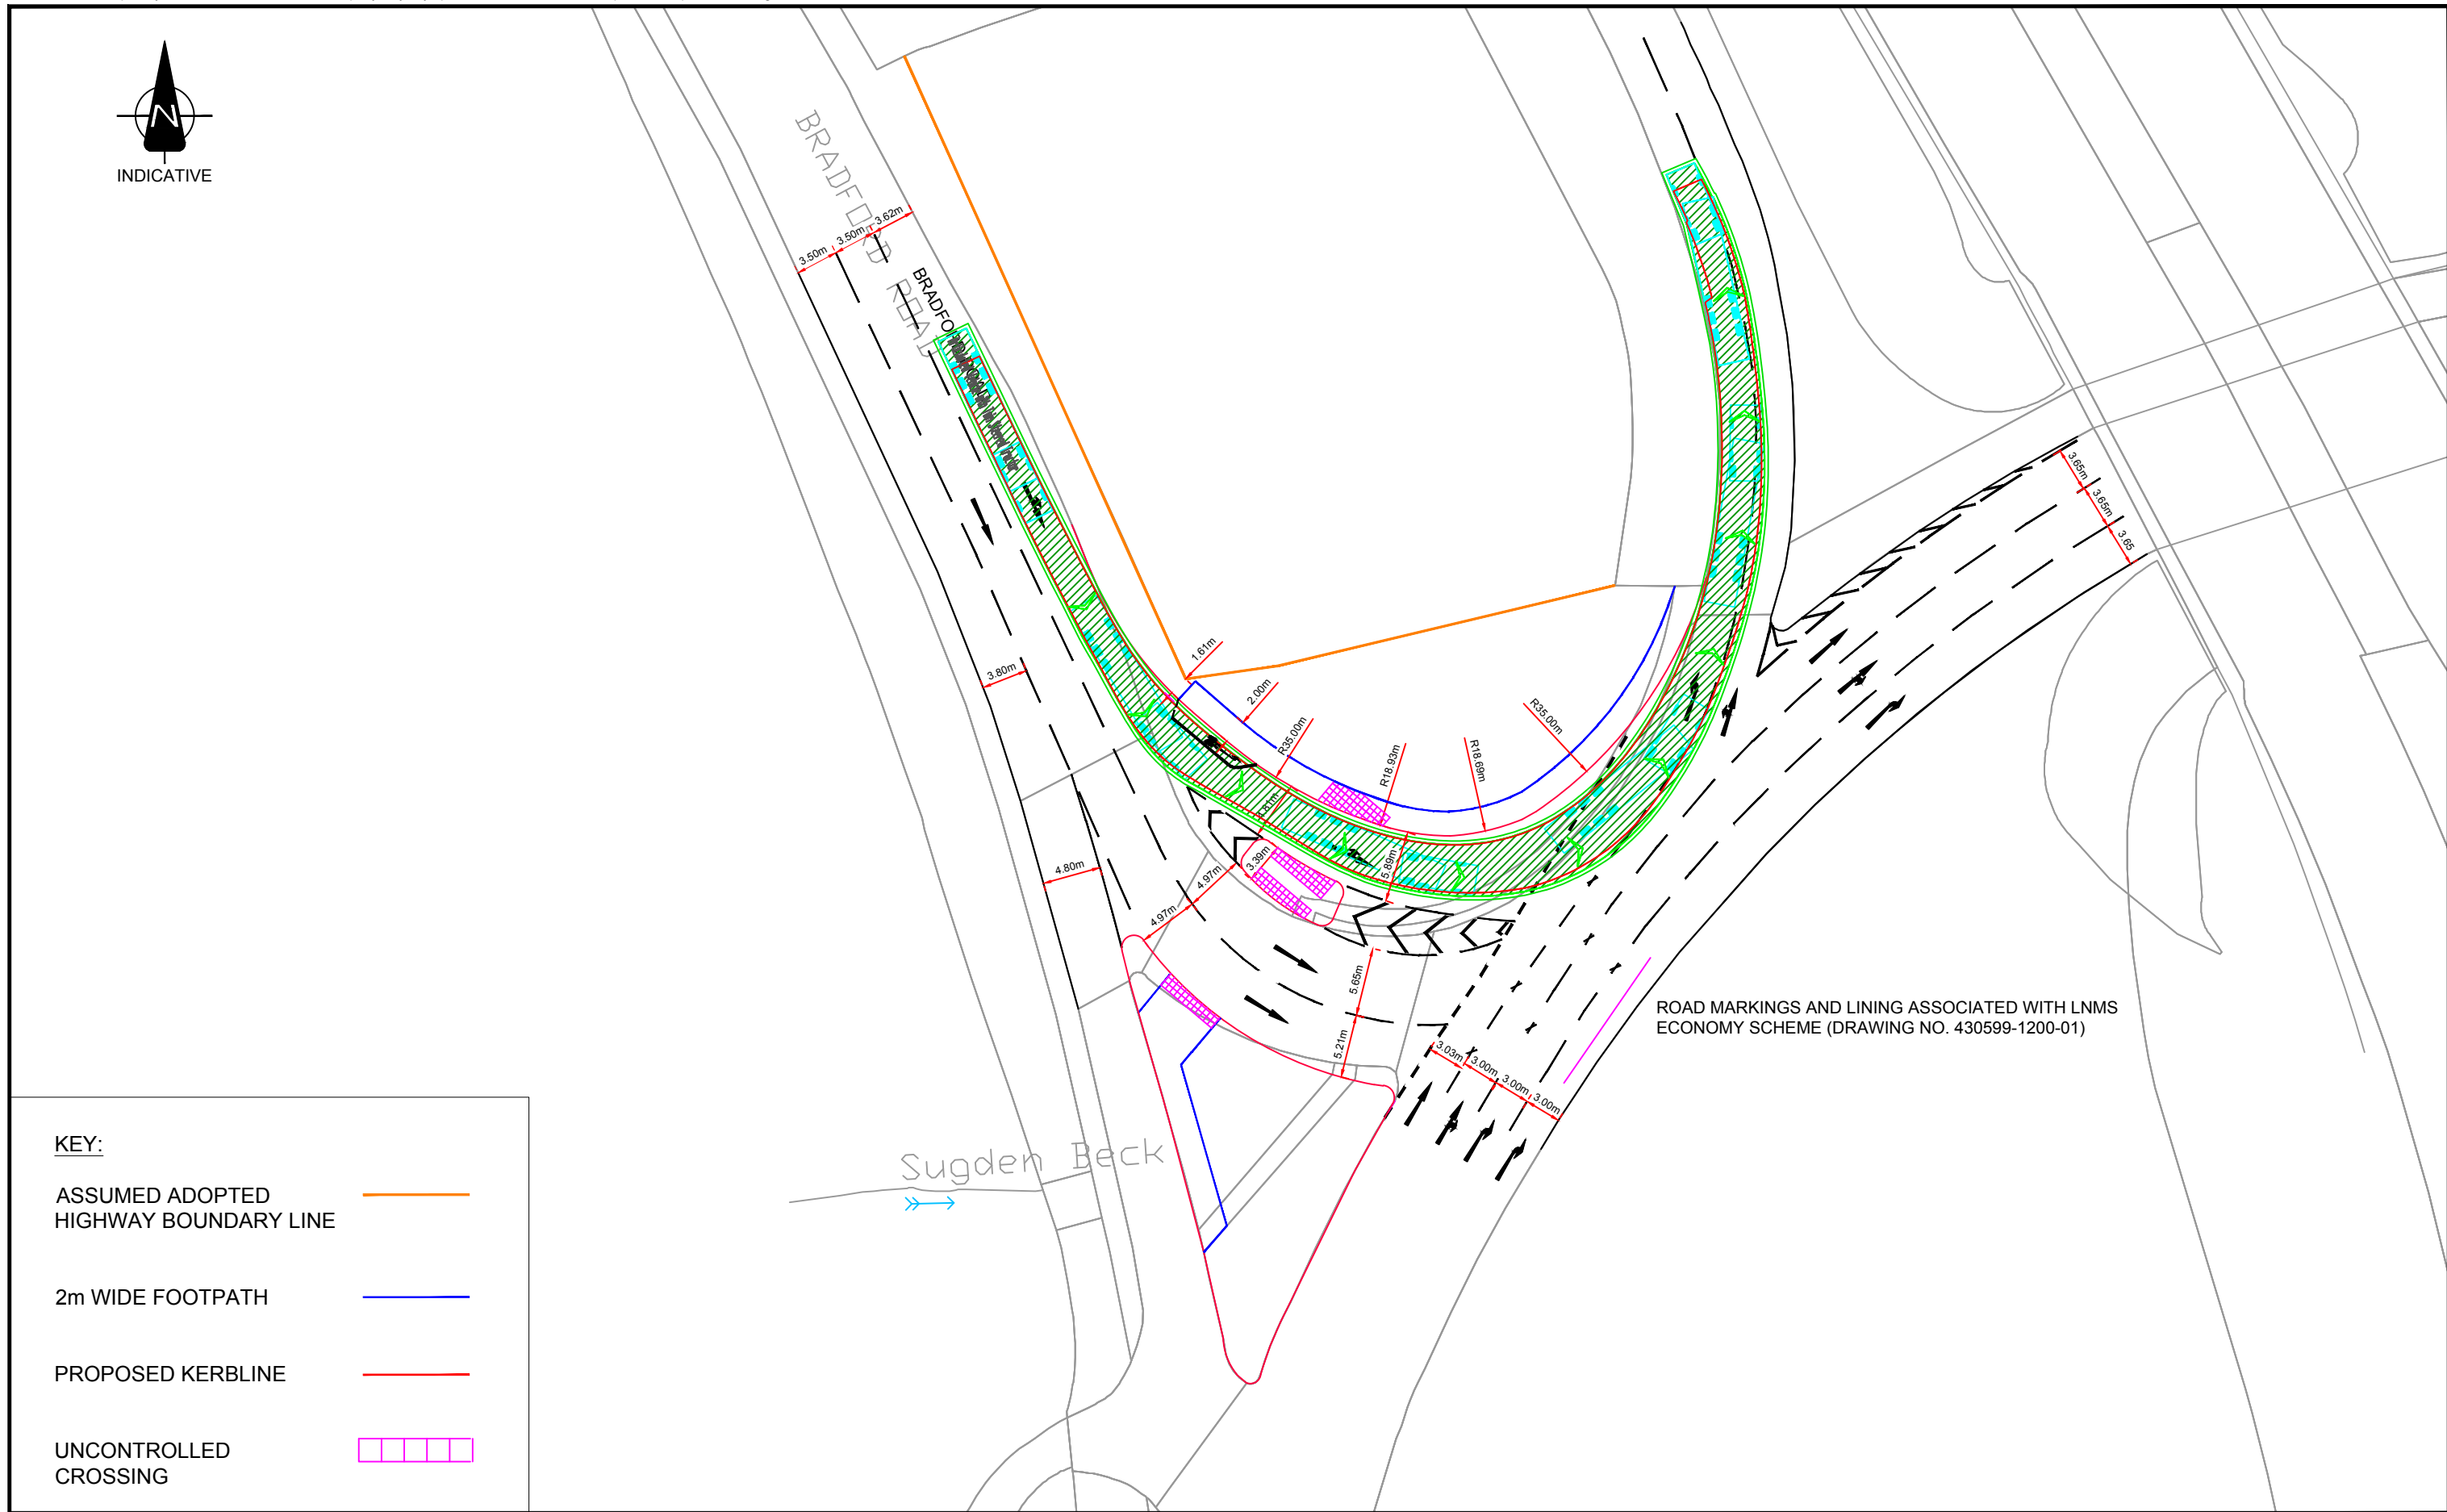 N
INDICATIVE
BRADFORD ROAD
3.50m
3.50m
3.62m
3.80m
1.61m
2.00m
R35.00m
R18.93m
R18.69m
R35.00m
3.65m
3.65m
3.65
3.39m
5.89m
4.80m
4.97m
4.97m
5.65m
5.21m
3.03m
3.00m
3.00m
3.00m
ROAD MARKINGS AND LINING ASSOCIATED WITH LNMS
ECONOMY SCHEME (DRAWING NO. 430599-1200-01)
Sugden Beck
KEY:
ASSUMED ADOPTED
HIGHWAY BOUNDARY LINE
2m WIDE FOOTPATH
PROPOSED KERBLINE
UNCONTROLLED
CROSSING